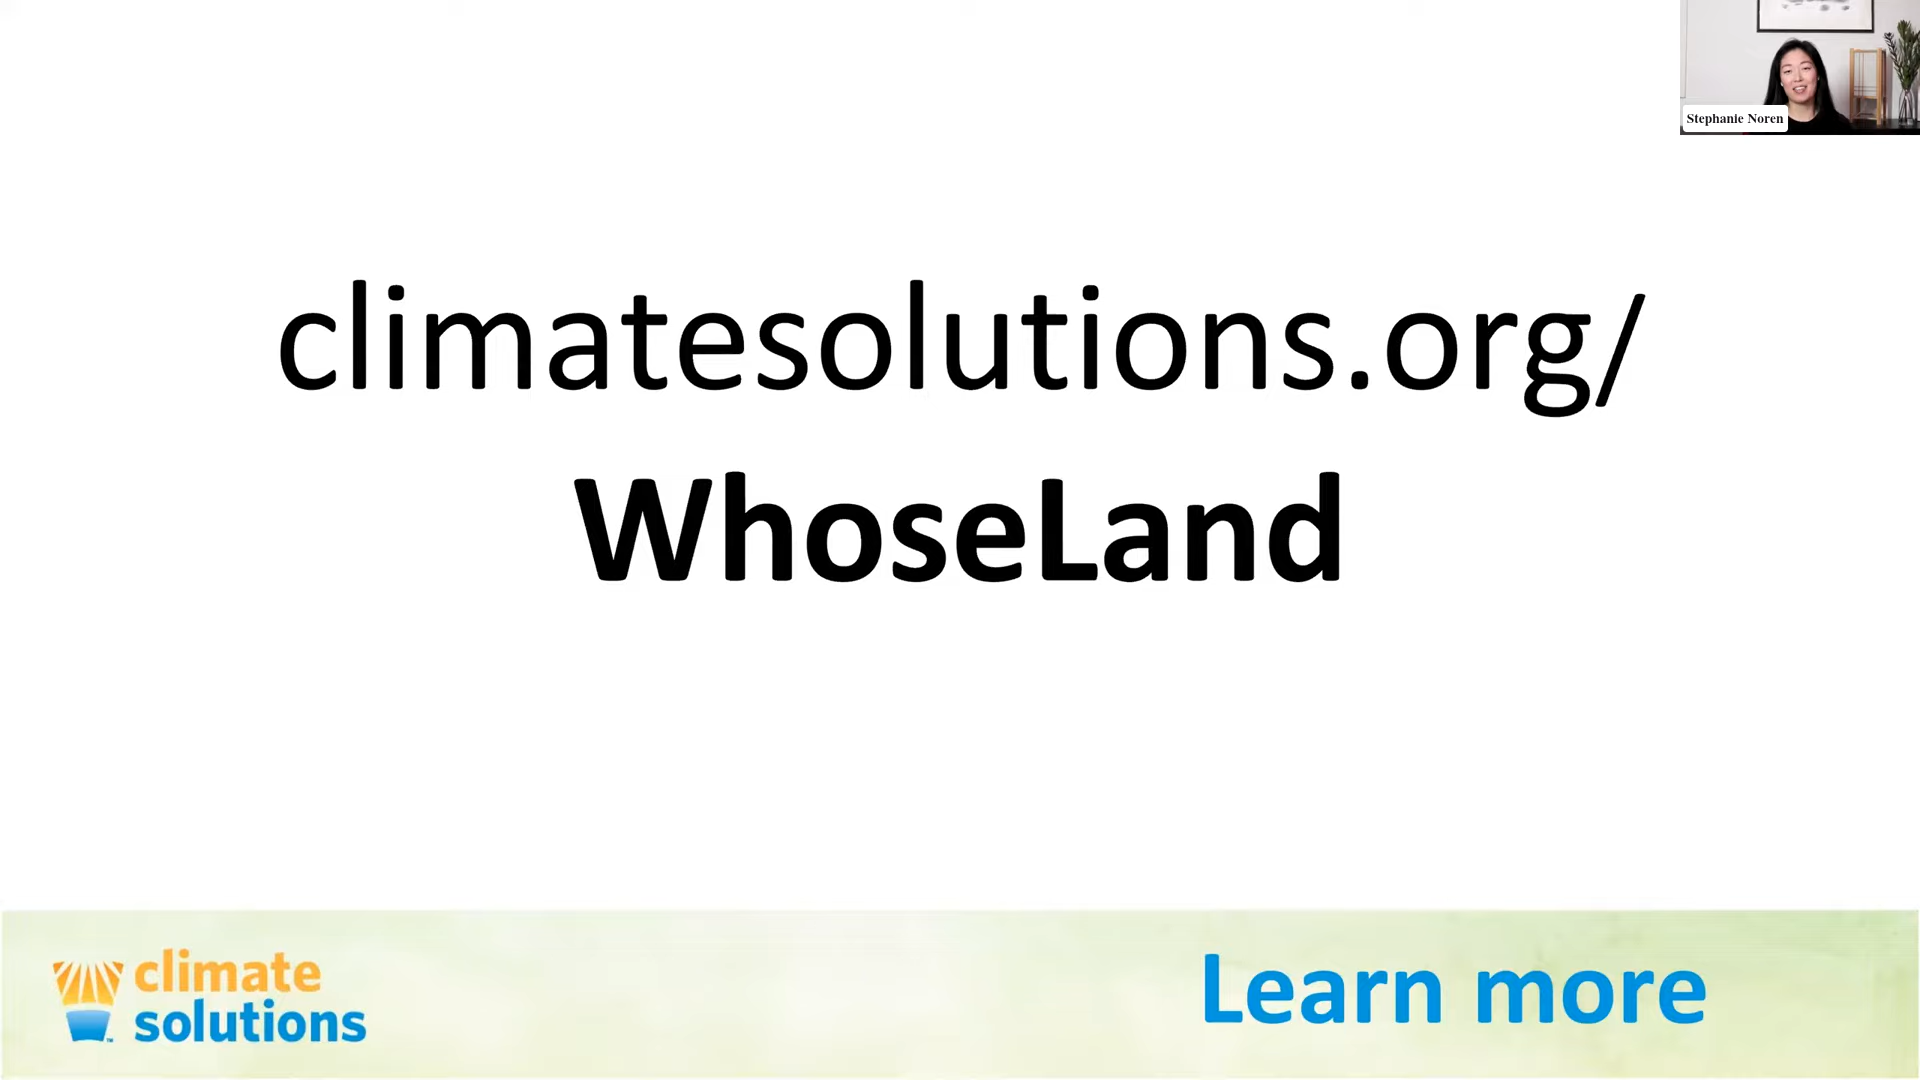 Stephanie Noren
climatesolutions.org/
WhoseLand
climate
solutions
Learn more